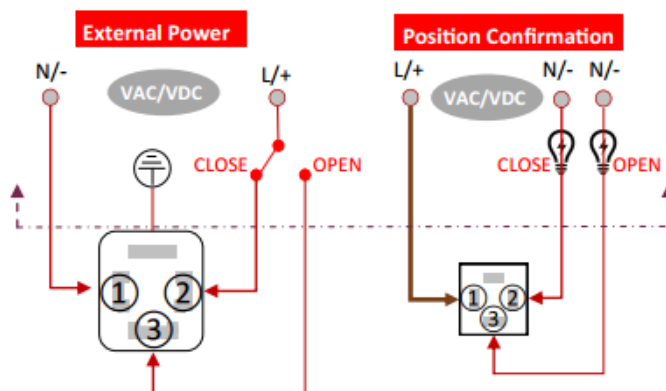 External Power
Position Confirmation
N/-
VAC/VDC
L/+
L/+
VAC/VDC
N/-
N/-
CLOSE
OPEN
CLOSE
OPEN
1
2
3
1
2
3